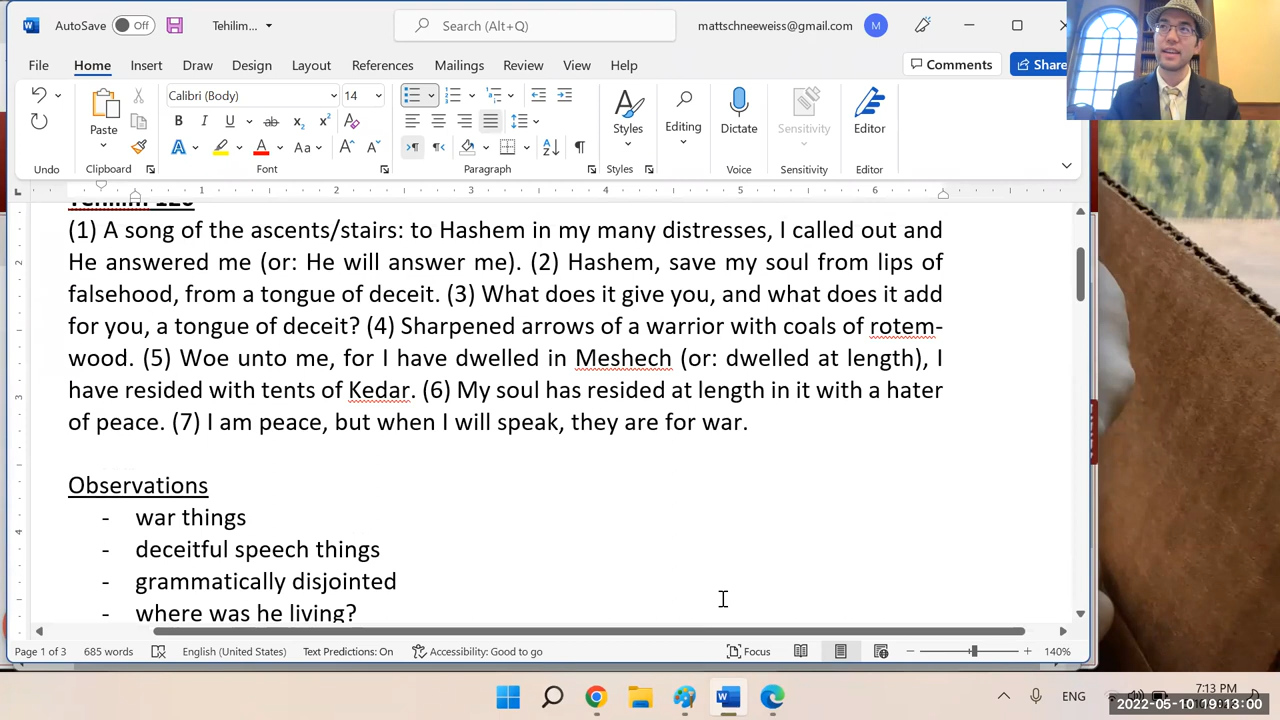 AutoSave Off Tehilim... Search (Alt+Q) mattschneeweiss@gmail.com M
File Home Insert Draw Design Layout References Mailings Review View Help Comments Share
Calibri (Body) 14
Paste Styles Editing Dictate Sensitivity Editor
Undo Clipboard Font Paragraph Styles Voice Sensitivity Editor
1 2 3 4 5 6
Tehilim 120
(1) A song of the ascents/stairs: to Hashem in my many distresses, I called out and
He answered me (or: He will answer me). (2) Hashem, save my soul from lips of
falsehood, from a tongue of deceit. (3) What does it give you, and what does it add
for you, a tongue of deceit? (4) Sharpened arrows of a warrior with coals of rotem-
wood. (5) Woe unto me, for I have dwelled in Meshech (or: dwelled at length), I
have resided with tents of Kedar. (6) My soul has resided at length in it with a hater
of peace. (7) I am peace, but when I will speak, they are for war.
Observations
- war things
- deceitful speech things
- grammatically disjointed
- where was he living?
Page 1 of 3 685 words English (United States) Text Predictions: On Accessibility: Good to go Focus 140%
ENG 7:13 PM
2022-05-10 19:13:00